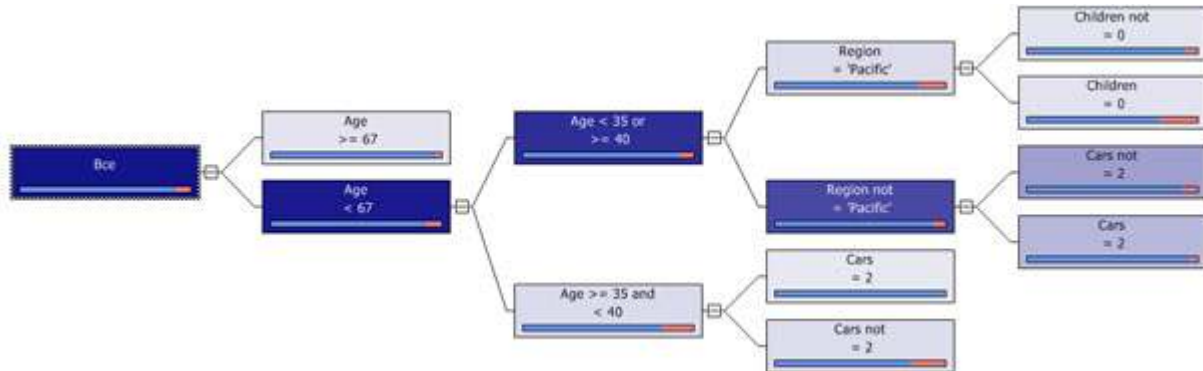 Все
Age
>= 67
Age
< 67
Age < 35 or
>= 40
Age >= 35 and
< 40
Region
= 'Pacific'
Region not
= 'Pacific'
Cars
= 2
Cars not
= 2
Children not
= 0
Children
= 0
Cars not
= 2
Cars
= 2